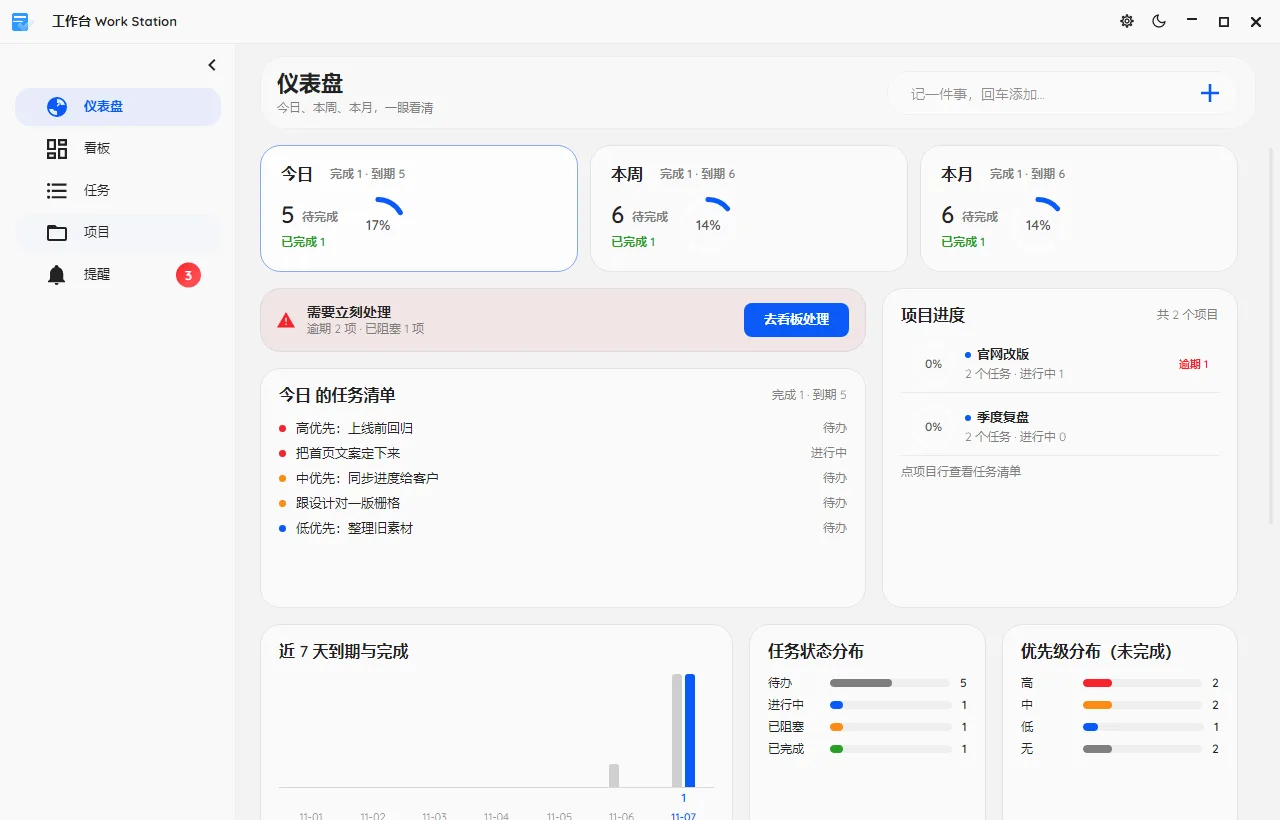 工作台 Work Station
仪表盘
看板
任务
项目
提醒
3
仪表盘
今日、本周、本月，一眼看清
记一件事，回车添加...
今日 完成 1 · 到期 5
5 待完成
17%
已完成 1
本周 完成 1 · 到期 6
6 待完成
14%
已完成 1
本月 完成 1 · 到期 6
6 待完成
14%
已完成 1
需要立刻处理
逾期 2 项 · 已阻塞 1 项
去看板处理
今日 的任务清单
完成 1 · 到期 5
高优先：上线前回归 待办
把首页文案定下来 进行中
中优先：同步进度给客户 待办
跟设计对一版栅格 待办
低优先：整理旧素材 待办
项目进度
共 2 个项目
0%
官网改版
2 个任务 · 进行中 1
逾期 1
0%
季度复盘
2 个任务 · 进行中 0
点项目行查看任务清单
近 7 天到期与完成
1
11-01 11-02 11-03 11-04 11-05 11-06 11-07
任务状态分布
待办 5
进行中 1
已阻塞 1
已完成 1
优先级分布（未完成）
高 2
中 2
低 1
无 2